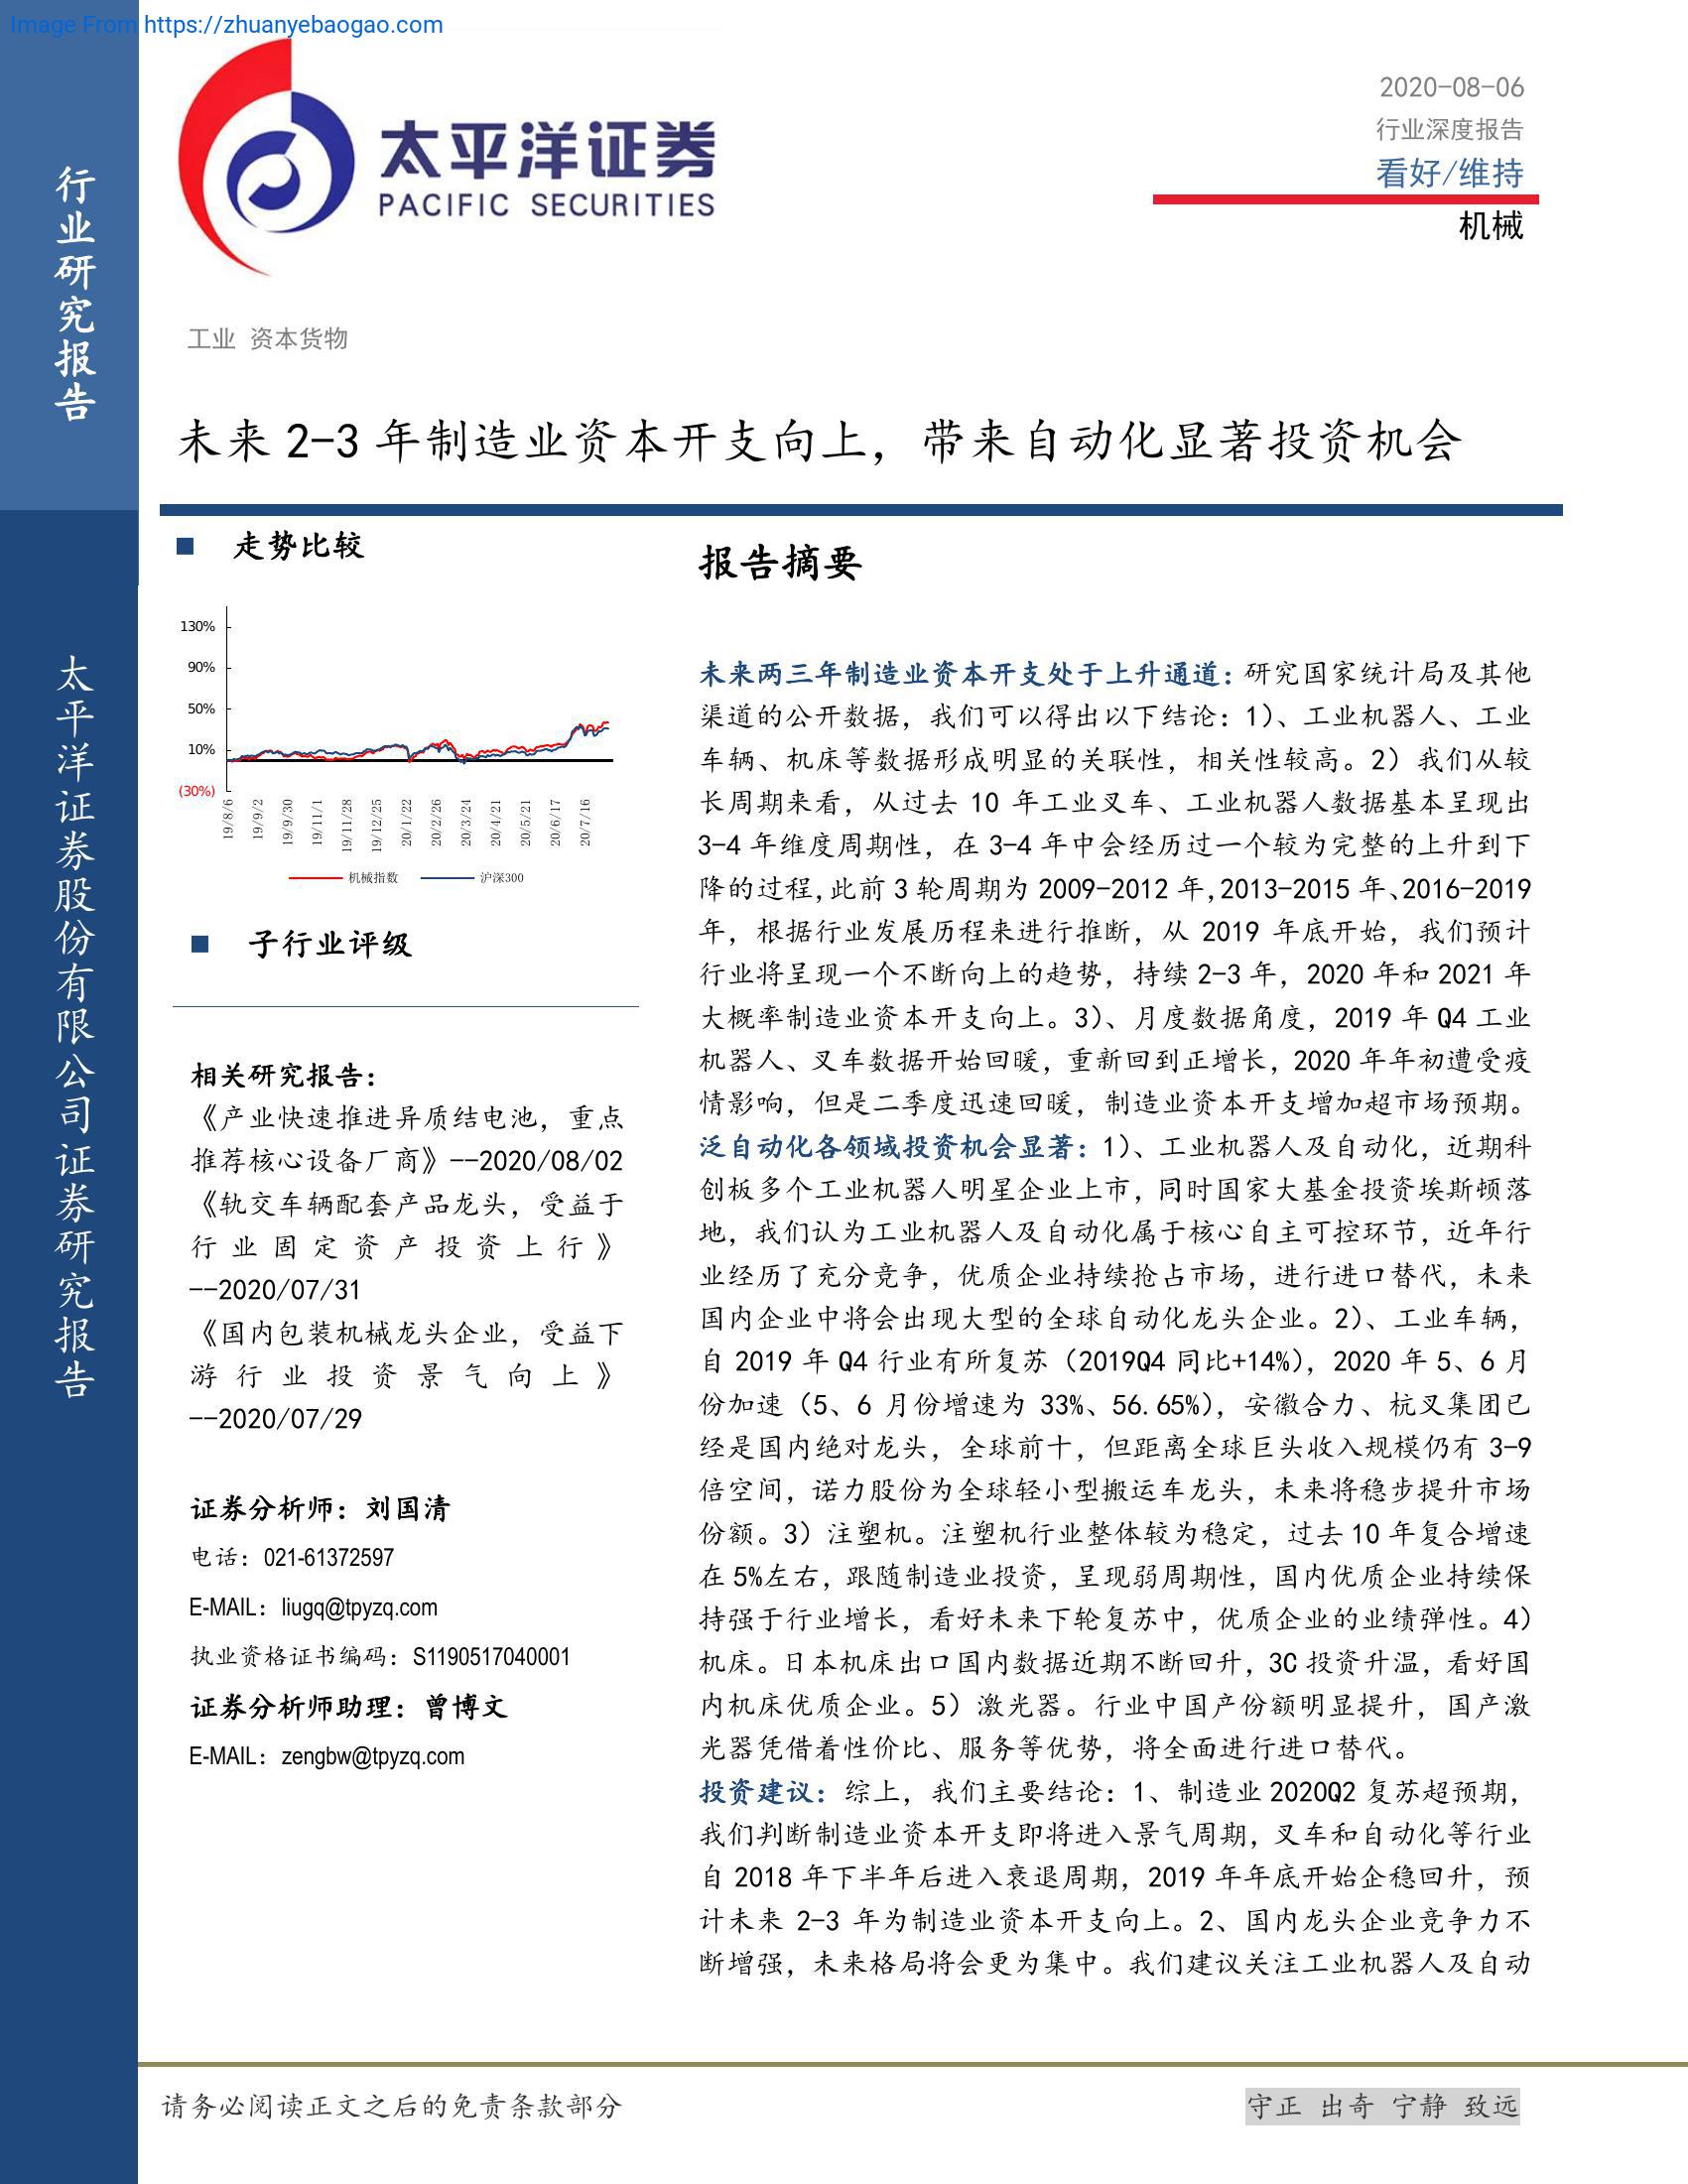 Image From https://zhuanyebaogao.com
行业研究报告
太平洋证券股份有限公司证券研究报告
太平洋证券
PACIFIC SECURITIES
2020-08-06
行业深度报告
看好/维持
机械
工业 资本货物
未来 2-3 年制造业资本开支向上，带来自动化显著投资机会
走势比较
130%
90%
50%
10%
(30%)
19/8/6
19/9/2
19/9/30
19/11/1
19/11/28
19/12/25
20/1/22
20/2/26
20/3/24
20/4/21
20/5/21
20/6/17
20/7/16
机械指数 沪深300
子行业评级
相关研究报告：
《产业快速推进异质结电池，重点
推荐核心设备厂商》--2020/08/02
《轨交车辆配套产品龙头，受益于
行业固定资产投资上行》
--2020/07/31
《国内包装机械龙头企业，受益下
游行业投资景气向上》
--2020/07/29
证券分析师：刘国清
电话：021-61372597
E-MAIL：liugq@tpyzq.com
执业资格证书编码：S1190517040001
证券分析师助理：曾博文
E-MAIL：zengbw@tpyzq.com
报告摘要
未来两三年制造业资本开支处于上升通道：研究国家统计局及其他
渠道的公开数据，我们可以得出以下结论：1）、工业机器人、工业
车辆、机床等数据形成明显的关联性，相关性较高。2）我们从较
长周期来看，从过去 10 年工业叉车、工业机器人数据基本呈现出
3-4 年维度周期性，在 3-4 年中会经历过一个较为完整的上升到下
降的过程，此前 3 轮周期为 2009-2012 年，2013-2015 年、2016-2019
年，根据行业发展历程来进行推断，从 2019 年底开始，我们预计
行业将呈现一个不断向上的趋势，持续 2-3 年，2020 年和 2021 年
大概率制造业资本开支向上。3）、月度数据角度，2019 年 Q4 工业
机器人、叉车数据开始回暖，重新回到正增长，2020 年年初遭受疫
情影响，但是二季度迅速回暖，制造业资本开支增加超市场预期。
泛自动化各领域投资机会显著：1）、工业机器人及自动化，近期科
创板多个工业机器人明星企业上市，同时国家大基金投资埃斯顿落
地，我们认为工业机器人及自动化属于核心自主可控环节，近年行
业经历了充分竞争，优质企业持续抢占市场，进行进口替代，未来
国内企业中将会出现大型的全球自动化龙头企业。2）、工业车辆，
自 2019 年 Q4 行业有所复苏（2019Q4 同比+14%），2020 年 5、6 月
份加速（5、6 月份增速为 33%、56.65%），安徽合力、杭叉集团已
经是国内绝对龙头，全球前十，但距离全球巨头收入规模仍有 3-9
倍空间，诺力股份为全球轻小型搬运车龙头，未来将稳步提升市场
份额。3）注塑机。注塑机行业整体较为稳定，过去 10 年复合增速
在 5%左右，跟随制造业投资，呈现弱周期性，国内优质企业持续保
持强于行业增长，看好未来下轮复苏中，优质企业的业绩弹性。4）
机床。日本机床出口国内数据近期不断回升，3C 投资升温，看好国
内机床优质企业。5）激光器。行业中国产份额明显提升，国产激
光器凭借着性价比、服务等优势，将全面进行进口替代。
投资建议：综上，我们主要结论：1、制造业 2020Q2 复苏超预期，
我们判断制造业资本开支即将进入景气周期，叉车和自动化等行业
自 2018 年下半年后进入衰退周期，2019 年年底开始企稳回升，预
计未来 2-3 年为制造业资本开支向上。2、国内龙头企业竞争力不
断增强，未来格局将会更为集中。我们建议关注工业机器人及自动
请务必阅读正文之后的免责条款部分
守正 出奇 宁静 致远